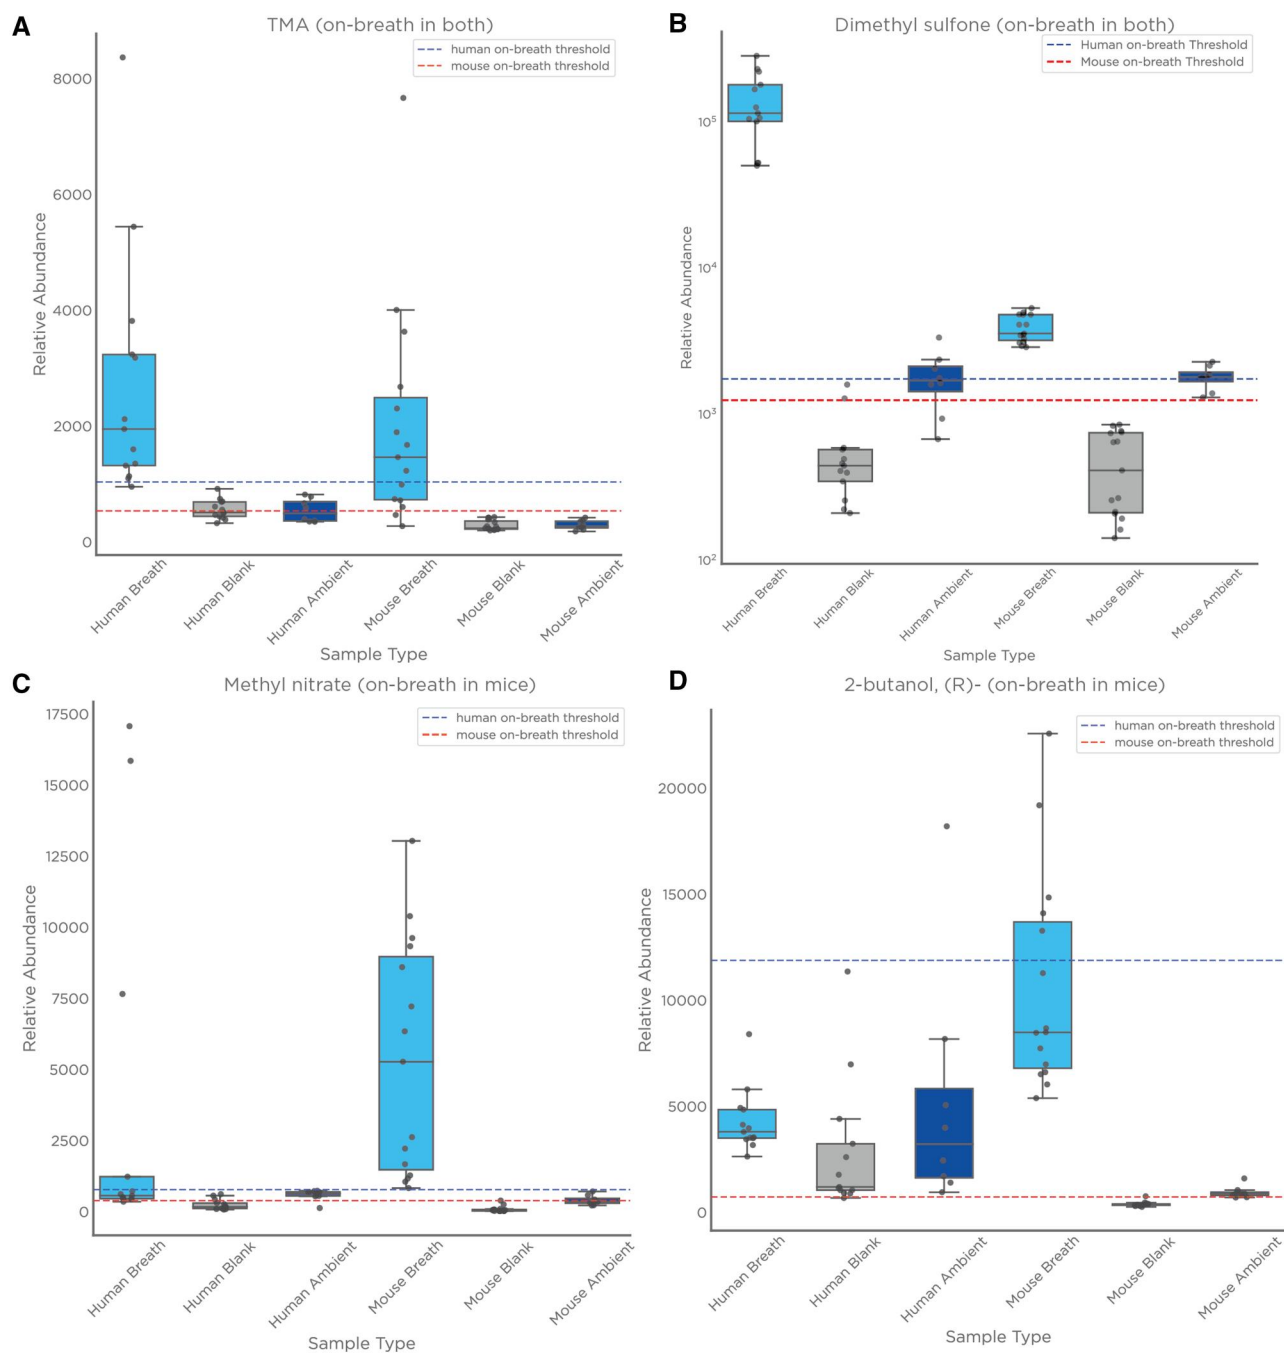 A
TMA (on-breath in both)
human on-breath threshold
mouse on-breath threshold
Relative Abundance
8000
6000
4000
2000
0
Human Breath
Human Blank
Human Ambient
Mouse Breath
Mouse Blank
Mouse Ambient
Sample Type
B
Dimethyl sulfone (on-breath in both)
Human on-breath Threshold
Mouse on-breath Threshold
Relative Abundance
10⁵
10⁴
10³
10²
Human Breath
Human Blank
Human Ambient
Mouse Breath
Mouse Blank
Mouse Ambient
Sample Type
C
Methyl nitrate (on-breath in mice)
human on-breath threshold
mouse on-breath threshold
Relative Abundance
17500
15000
12500
10000
7500
5000
2500
0
Human Breath
Human Blank
Human Ambient
Mouse Breath
Mouse Blank
Mouse Ambient
Sample Type
D
2-butanol, (R)- (on-breath in mice)
human on-breath threshold
mouse on-breath threshold
Relative Abundance
20000
15000
10000
5000
0
Human Breath
Human Blank
Human Ambient
Mouse Breath
Mouse Blank
Mouse Ambient
Sample Type